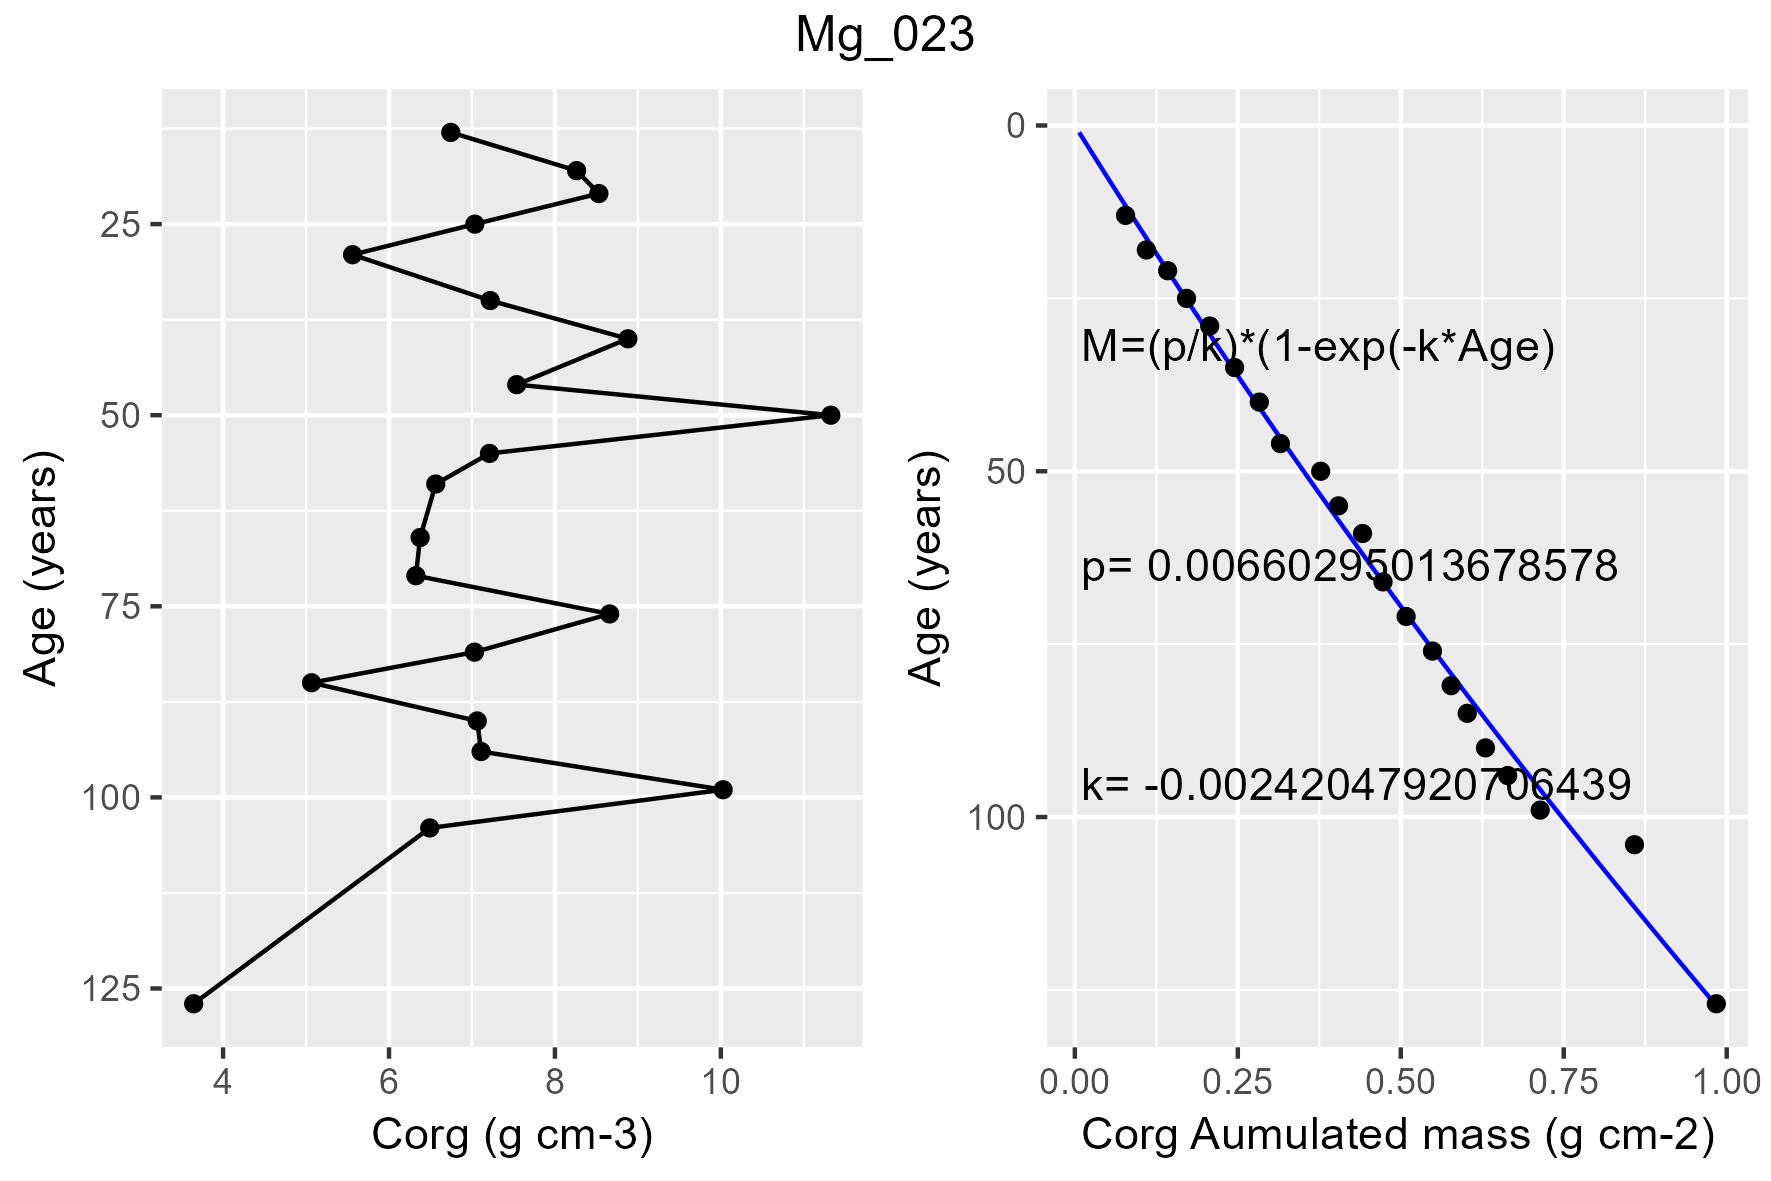 Mg_023
Age (years)
25
50
75
100
125
4
6
8
10
Corg (g cm-3)
Age (years)
0
50
100
M=(p/k)*(1-exp(-k*Age)
p= 0.00660295013678578
k= -0.00242047920706439
0.00
0.25
0.50
0.75
1.00
Corg Aumulated mass (g cm-2)